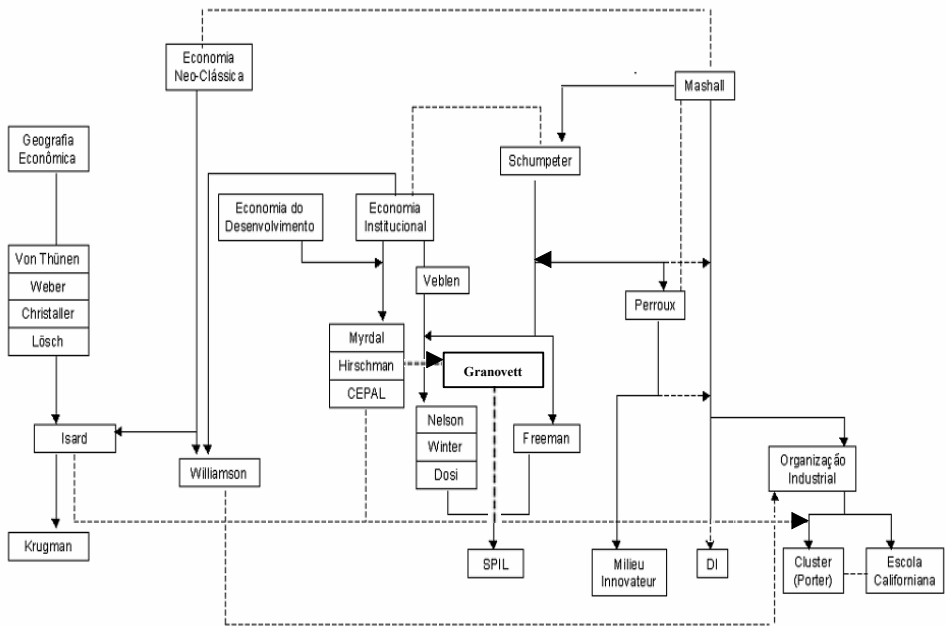 Economia
Neo-Clássica
Mashall
Geografia
Econômica
Schumpeter
Economia do
Desenvolvimento
Economia
Institucional
Von Thünen
Weber
Christaller
Lösch
Veblen
Perroux
Myrdal
Hirschman
CEPAL
Granovett
Nelson
Winter
Dosi
Freeman
Isard
Williamson
Organização
Industrial
Krugman
SPIL
Milieu
Innovateur
DI
Cluster
(Porter)
Escola
Californiana